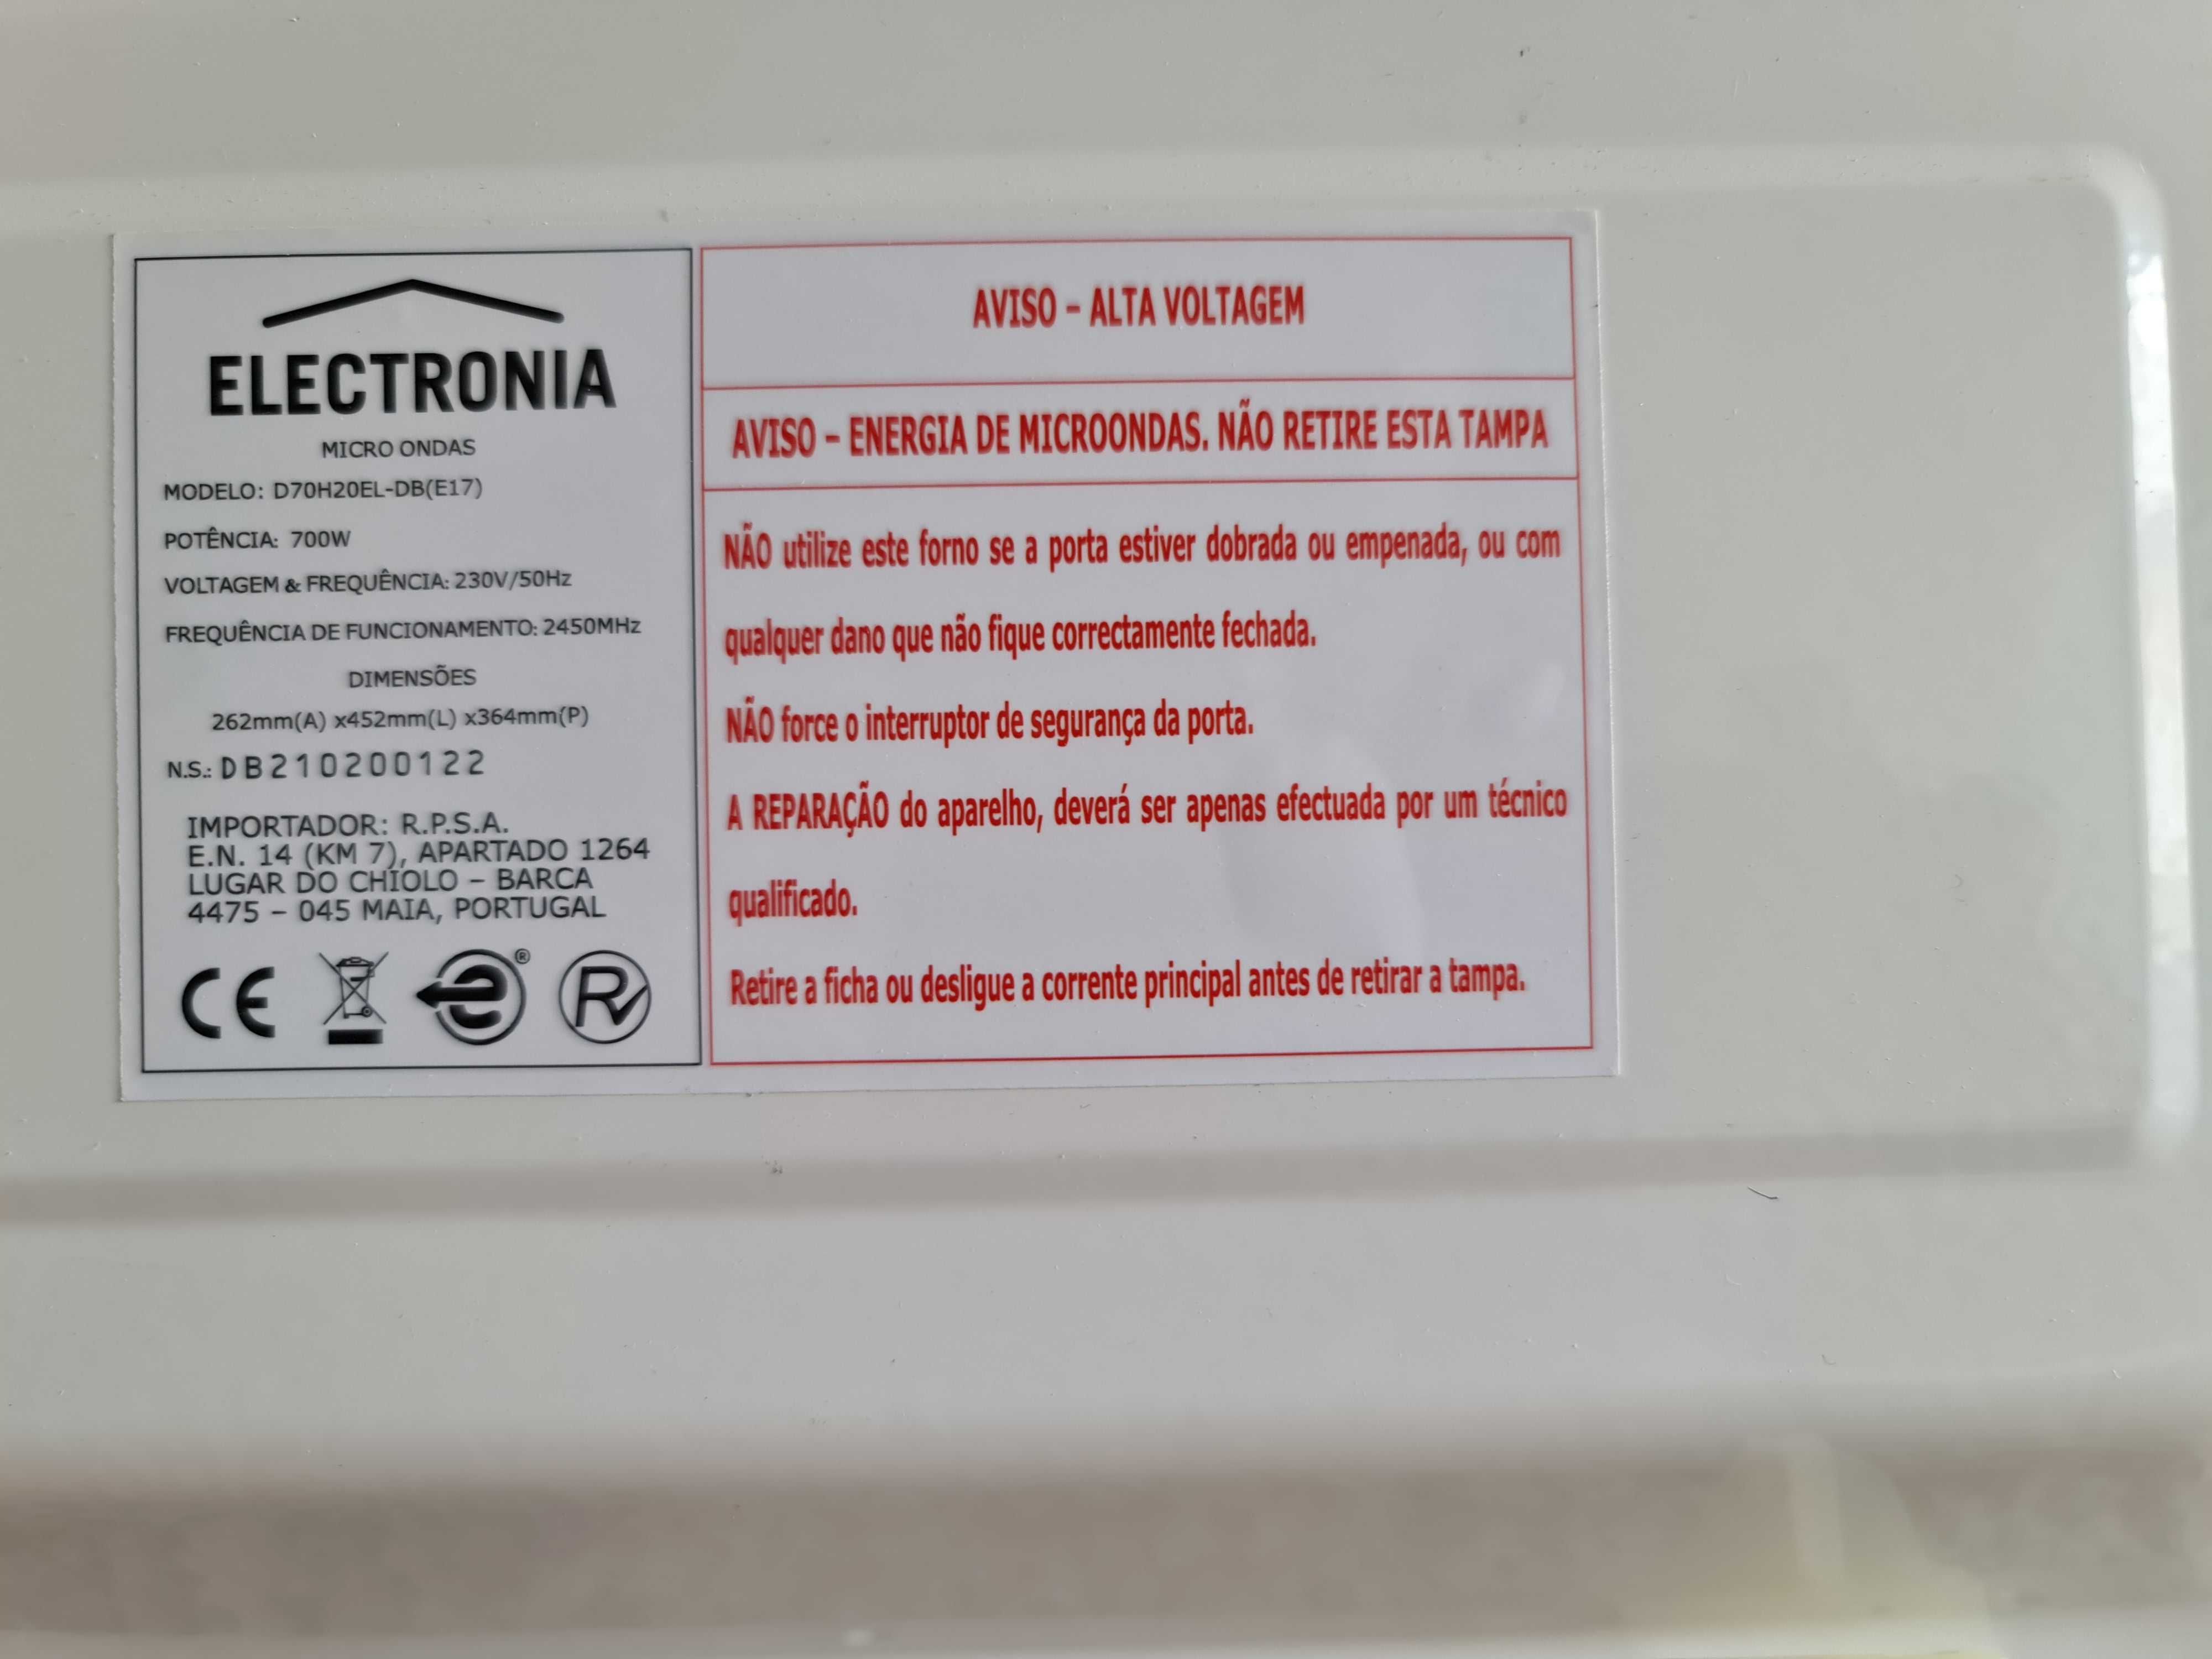 ELECTRONIA
MICRO ONDAS
MODELO: D70H20EL-DB(E17)
POTÊNCIA: 700W
VOLTAGEM & FREQUÊNCIA: 230V/50Hz
FREQUÊNCIA DE FUNCIONAMENTO: 2450MHz
DIMENSÕES
262mm(A) x452mm(L) x364mm(P)
N.S.: DB210200122
IMPORTADOR: R.P.S.A.
E.N. 14 (KM 7), APARTADO 1264
LUGAR DO CHIOLO – BARCA
4475 – 045 MAIA, PORTUGAL
CE e ® R
AVISO – ALTA VOLTAGEM
AVISO – ENERGIA DE MICROONDAS. NÃO RETIRE ESTA TAMPA
NÃO utilize este forno se a porta estiver dobrada ou empenada, ou com
qualquer dano que não fique correctamente fechada.
NÃO force o interruptor de segurança da porta.
A REPARAÇÃO do aparelho, deverá ser apenas efectuada por um técnico
qualificado.
Retire a ficha ou desligue a corrente principal antes de retirar a tampa.